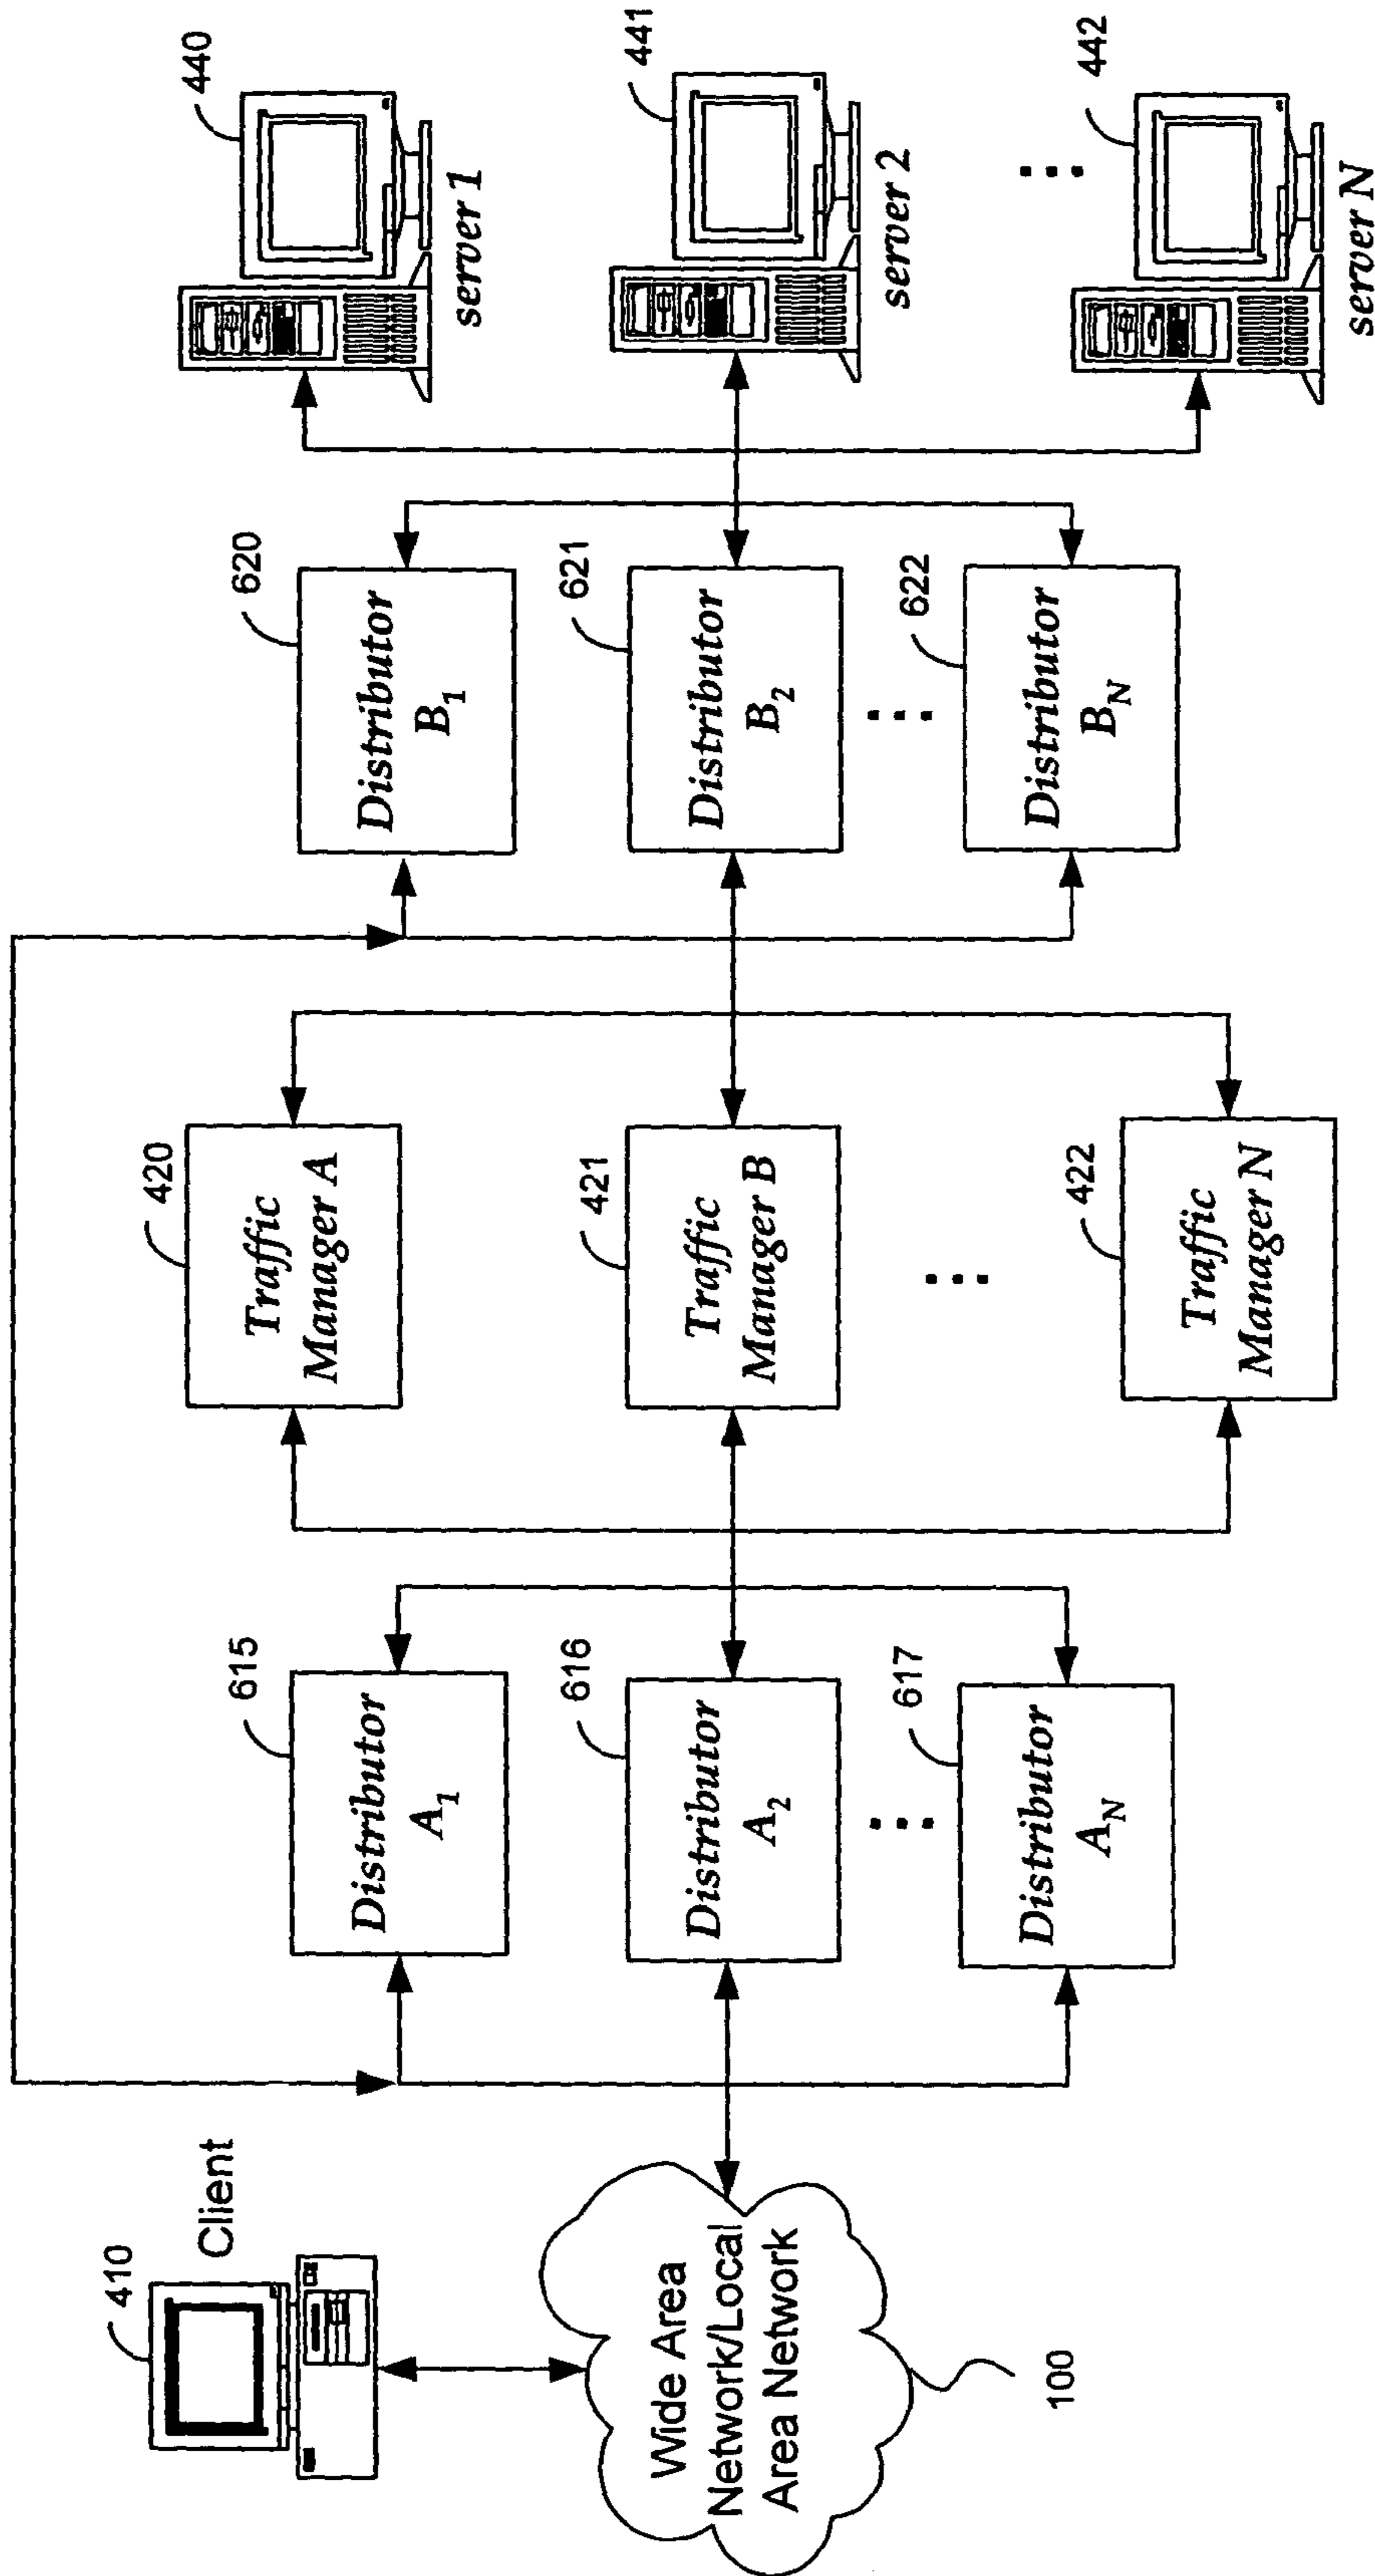 410
Client
Wide Area
Network/Local
Area Network
100
615
Distributor
A1
616
Distributor
A2
617
Distributor
AN
420
Traffic
Manager A
421
Traffic
Manager B
422
Traffic
Manager N
620
Distributor
B1
621
Distributor
B2
622
Distributor
BN
440
server 1
441
server 2
442
server N